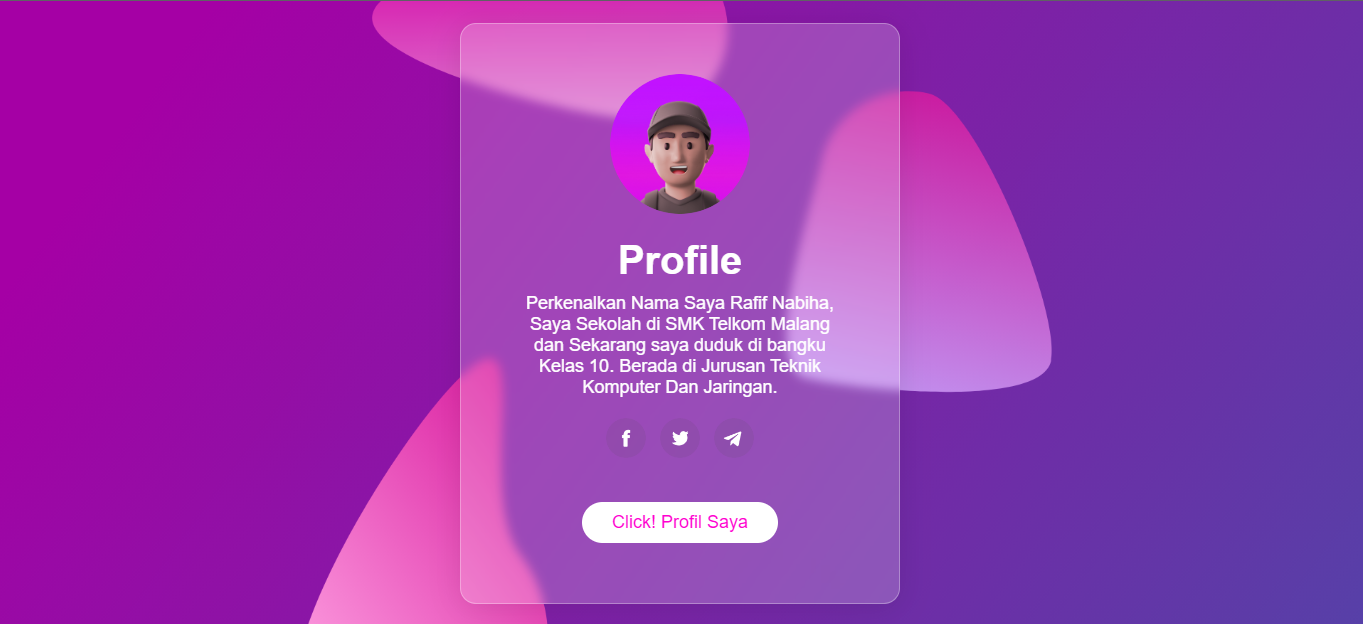 Profile
Perkenalkan Nama Saya Rafif Nabiha,
Saya Sekolah di SMK Telkom Malang
dan Sekarang saya duduk di bangku
Kelas 10. Berada di Jurusan Teknik
Komputer Dan Jaringan.
Click! Profil Saya